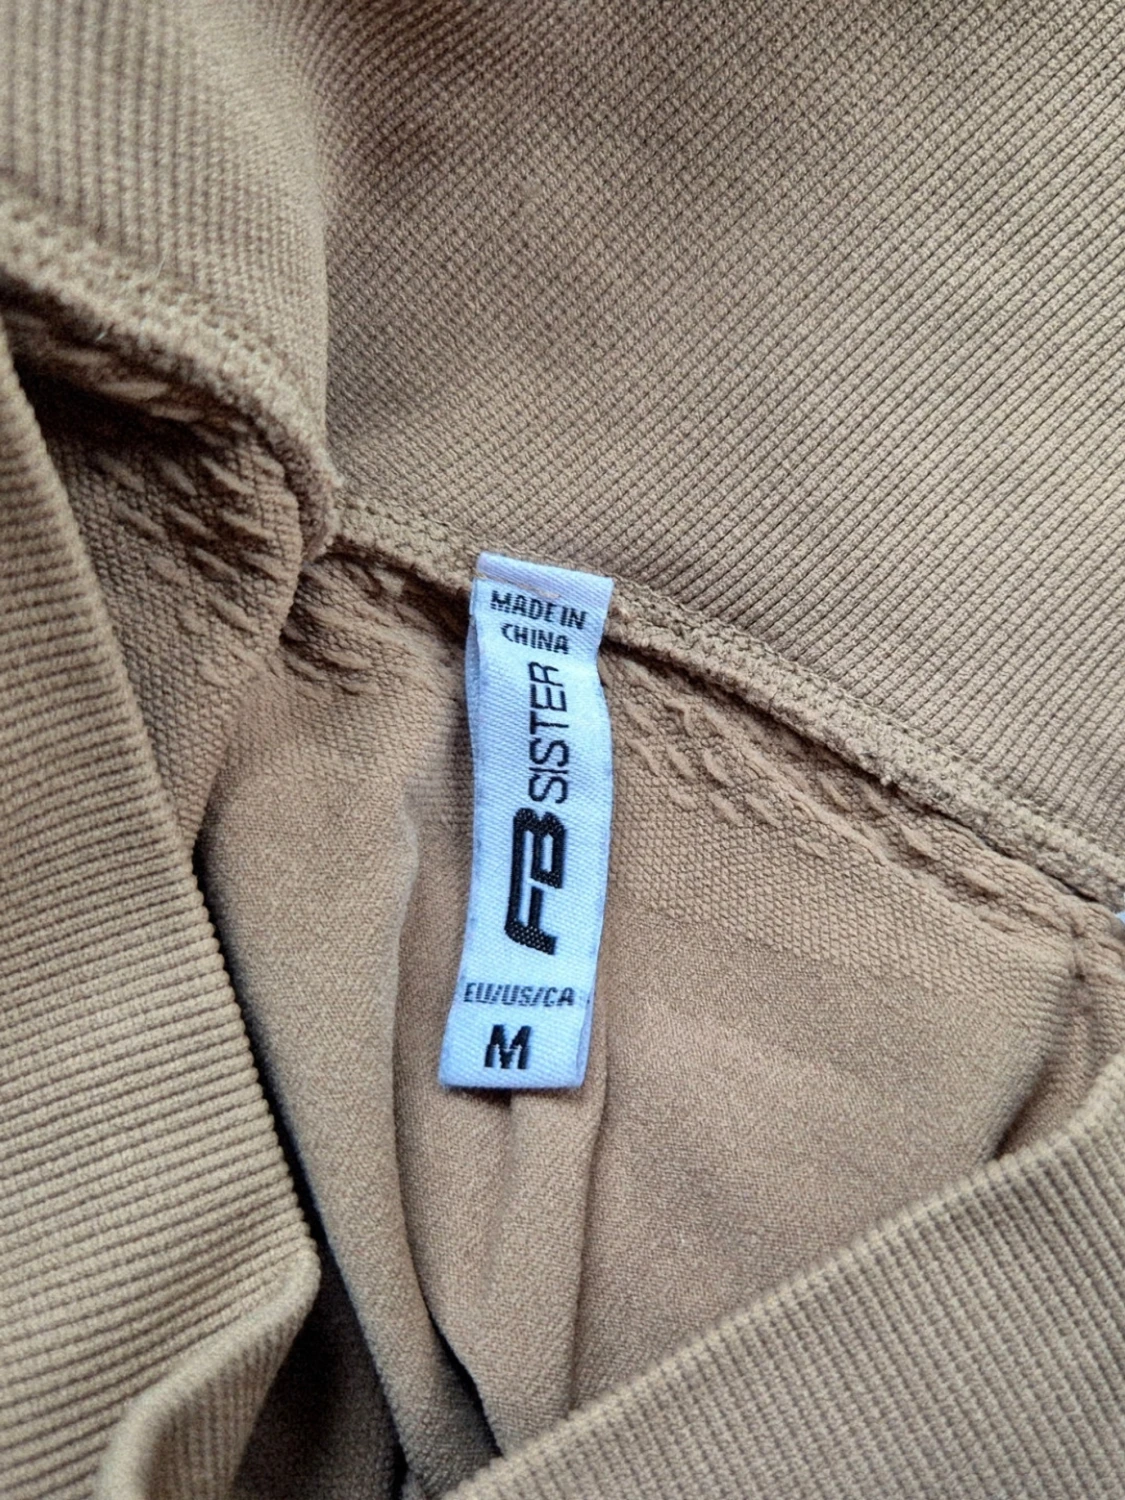 MADE IN
CHINA
FB SISTER
EU/US/CA
M